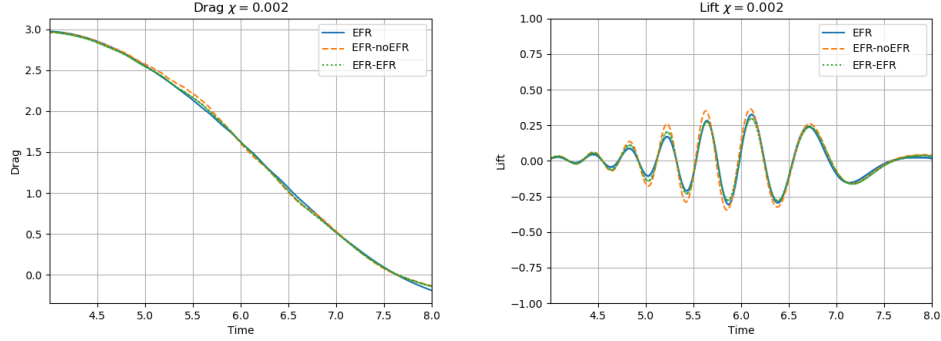 Drag χ = 0.002
EFR
EFR-noEFR
EFR-EFR
3.0
2.5
2.0
1.5
1.0
0.5
0.0
Drag
4.5 5.0 5.5 6.0 6.5 7.0 7.5 8.0
Time
Lift χ = 0.002
EFR
EFR-noEFR
EFR-EFR
1.00
0.75
0.50
0.25
0.00
−0.25
−0.50
−0.75
−1.00
Lift
4.5 5.0 5.5 6.0 6.5 7.0 7.5 8.0
Time